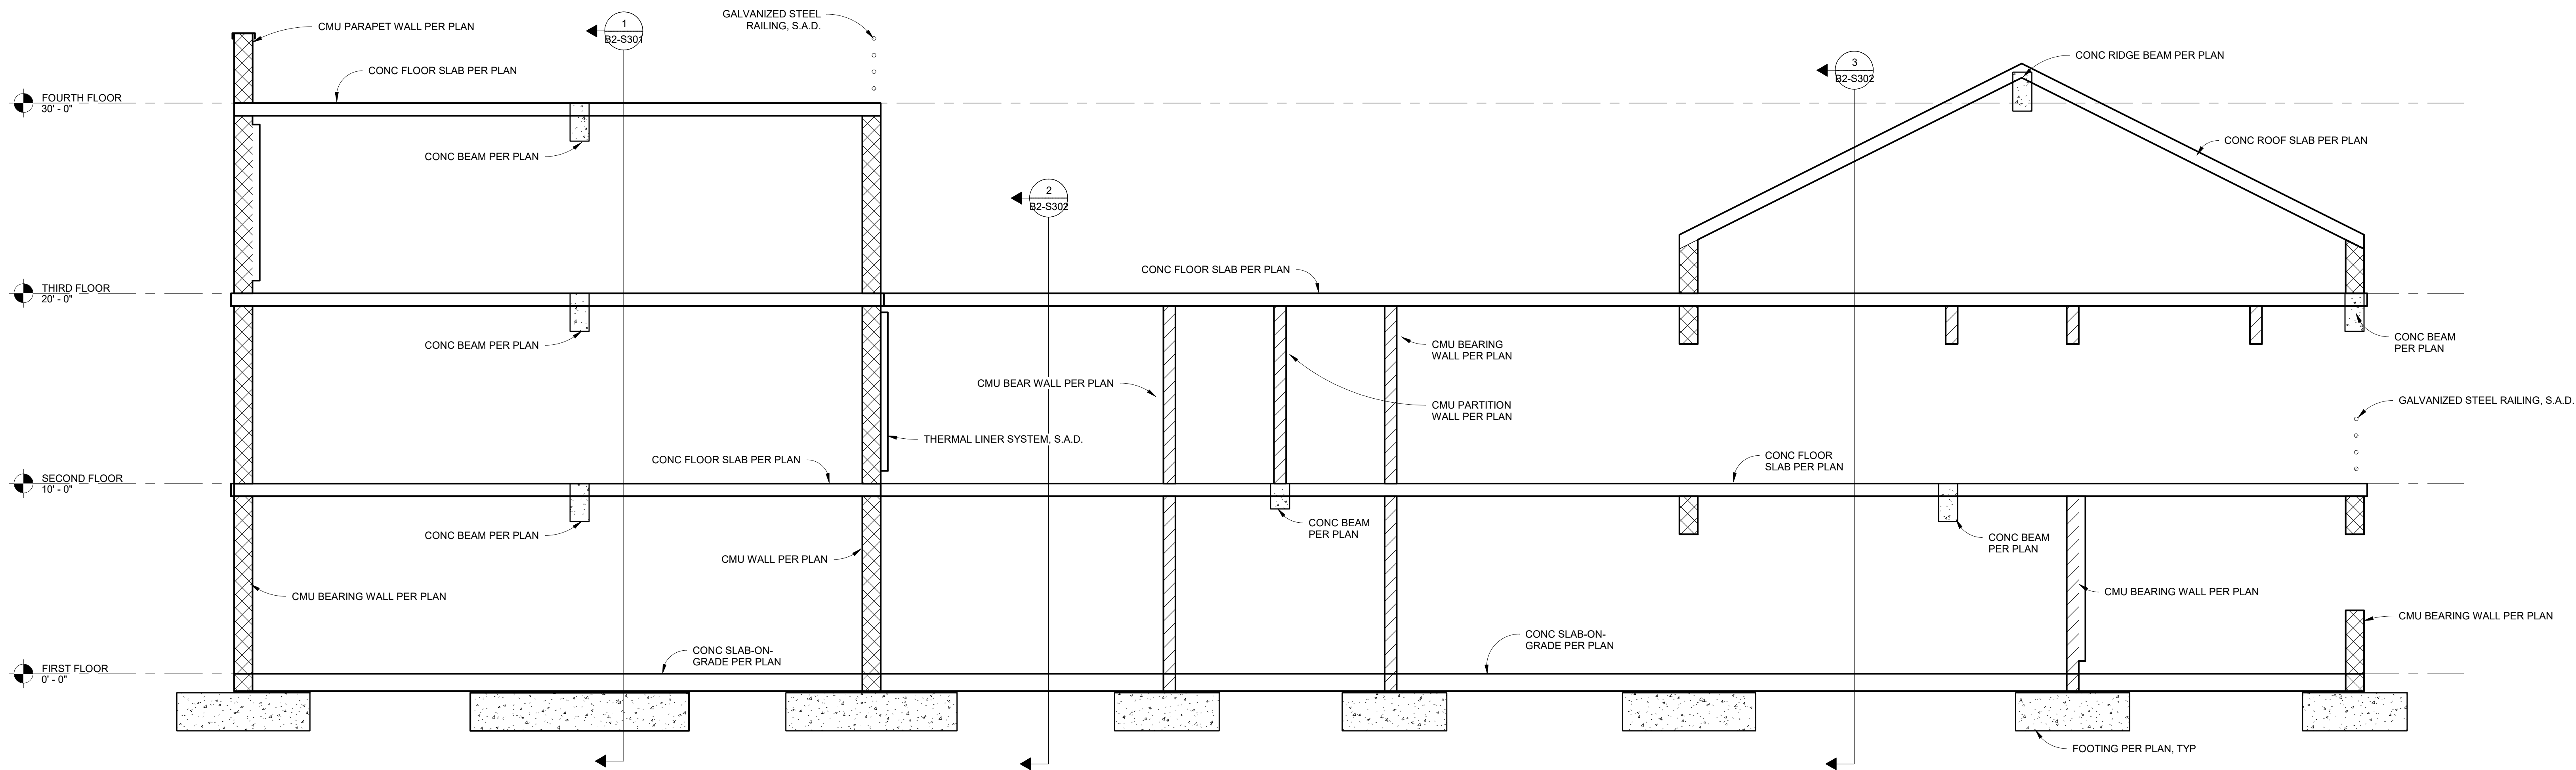 GALVANIZED STEEL
RAILING, S.A.D.
1
B2-S301
CMU PARAPET WALL PER PLAN
CONC RIDGE BEAM PER PLAN
3
B2-S302
CONC FLOOR SLAB PER PLAN
FOURTH FLOOR
30' - 0"
CONC ROOF SLAB PER PLAN
CONC BEAM PER PLAN
2
B2-S302
CONC FLOOR SLAB PER PLAN
THIRD FLOOR
20' - 0"
CONC BEAM PER PLAN
CMU BEARING
WALL PER PLAN
CONC BEAM
PER PLAN
CMU BEAR WALL PER PLAN
CMU PARTITION
WALL PER PLAN
GALVANIZED STEEL RAILING, S.A.D.
THERMAL LINER SYSTEM, S.A.D.
CONC FLOOR SLAB PER PLAN
CONC FLOOR
SLAB PER PLAN
SECOND FLOOR
10' - 0"
CONC BEAM PER PLAN
CONC BEAM
PER PLAN
CONC BEAM
PER PLAN
CMU WALL PER PLAN
CMU BEARING WALL PER PLAN
CMU BEARING WALL PER PLAN
CMU BEARING WALL PER PLAN
CONC SLAB-ON-
GRADE PER PLAN
CONC SLAB-ON-
GRADE PER PLAN
FIRST FLOOR
0' - 0"
FOOTING PER PLAN, TYP